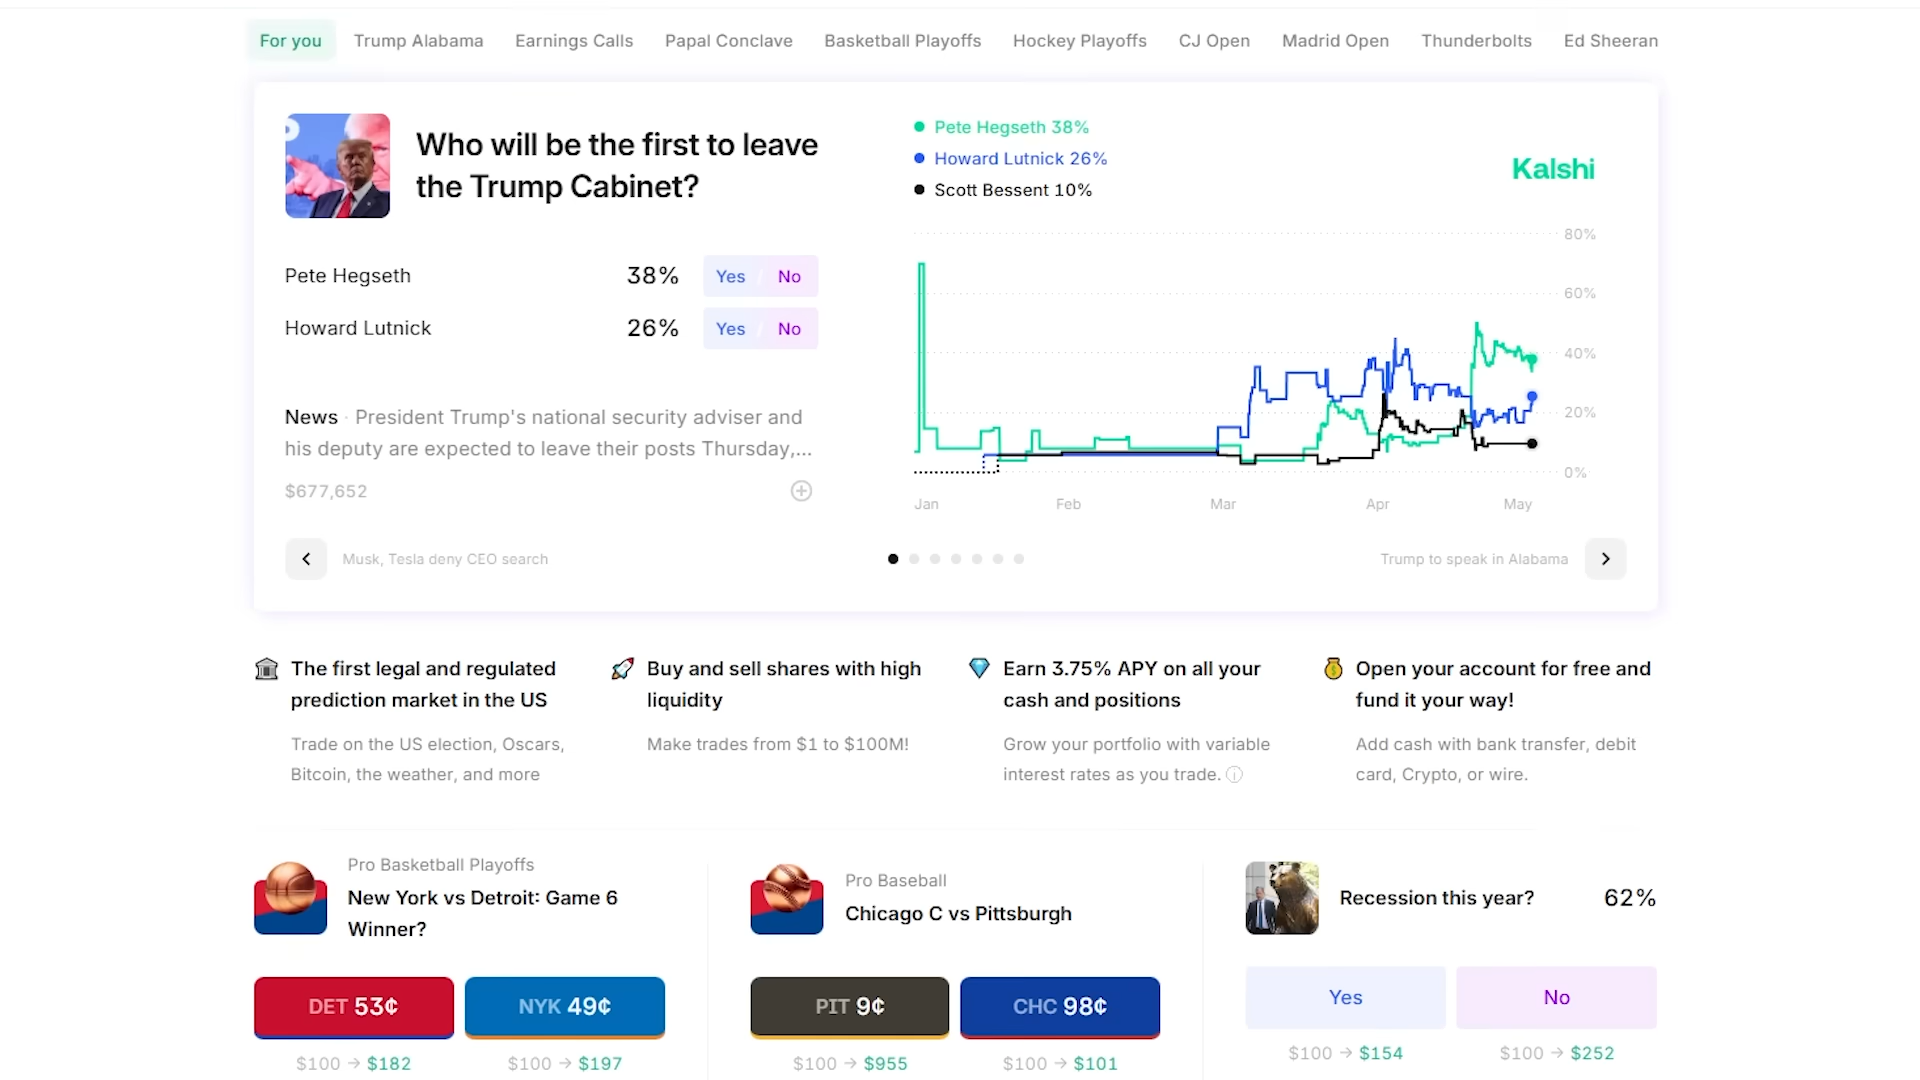 For you
Trump Alabama
Earnings Calls
Papal Conclave
Basketball Playoffs
Hockey Playoffs
CJ Open
Madrid Open
Thunderbolts
Ed Sheeran
Who will be the first to leave
the Trump Cabinet?
Pete Hegseth 38% Yes / No
Howard Lutnick 26% Yes / No
News · President Trump's national security adviser and
his deputy are expected to leave their posts Thursday,...
$677,652
Pete Hegseth 38%
Howard Lutnick 26%
Scott Bessent 10%
Kalshi
80%
60%
40%
20%
0%
Jan Feb Mar Apr May
Musk, Tesla deny CEO search
Trump to speak in Alabama
The first legal and regulated
prediction market in the US
Trade on the US election, Oscars,
Bitcoin, the weather, and more
Buy and sell shares with high
liquidity
Make trades from $1 to $100M!
Earn 3.75% APY on all your
cash and positions
Grow your portfolio with variable
interest rates as you trade.
Open your account for free and
fund it your way!
Add cash with bank transfer, debit
card, Crypto, or wire.
Pro Basketball Playoffs
New York vs Detroit: Game 6
Winner?
DET 53¢
NYK 49¢
$100 → $182
$100 → $197
Pro Baseball
Chicago C vs Pittsburgh
PIT 9¢
CHC 98¢
$100 → $955
$100 → $101
Recession this year? 62%
Yes
No
$100 → $154
$100 → $252